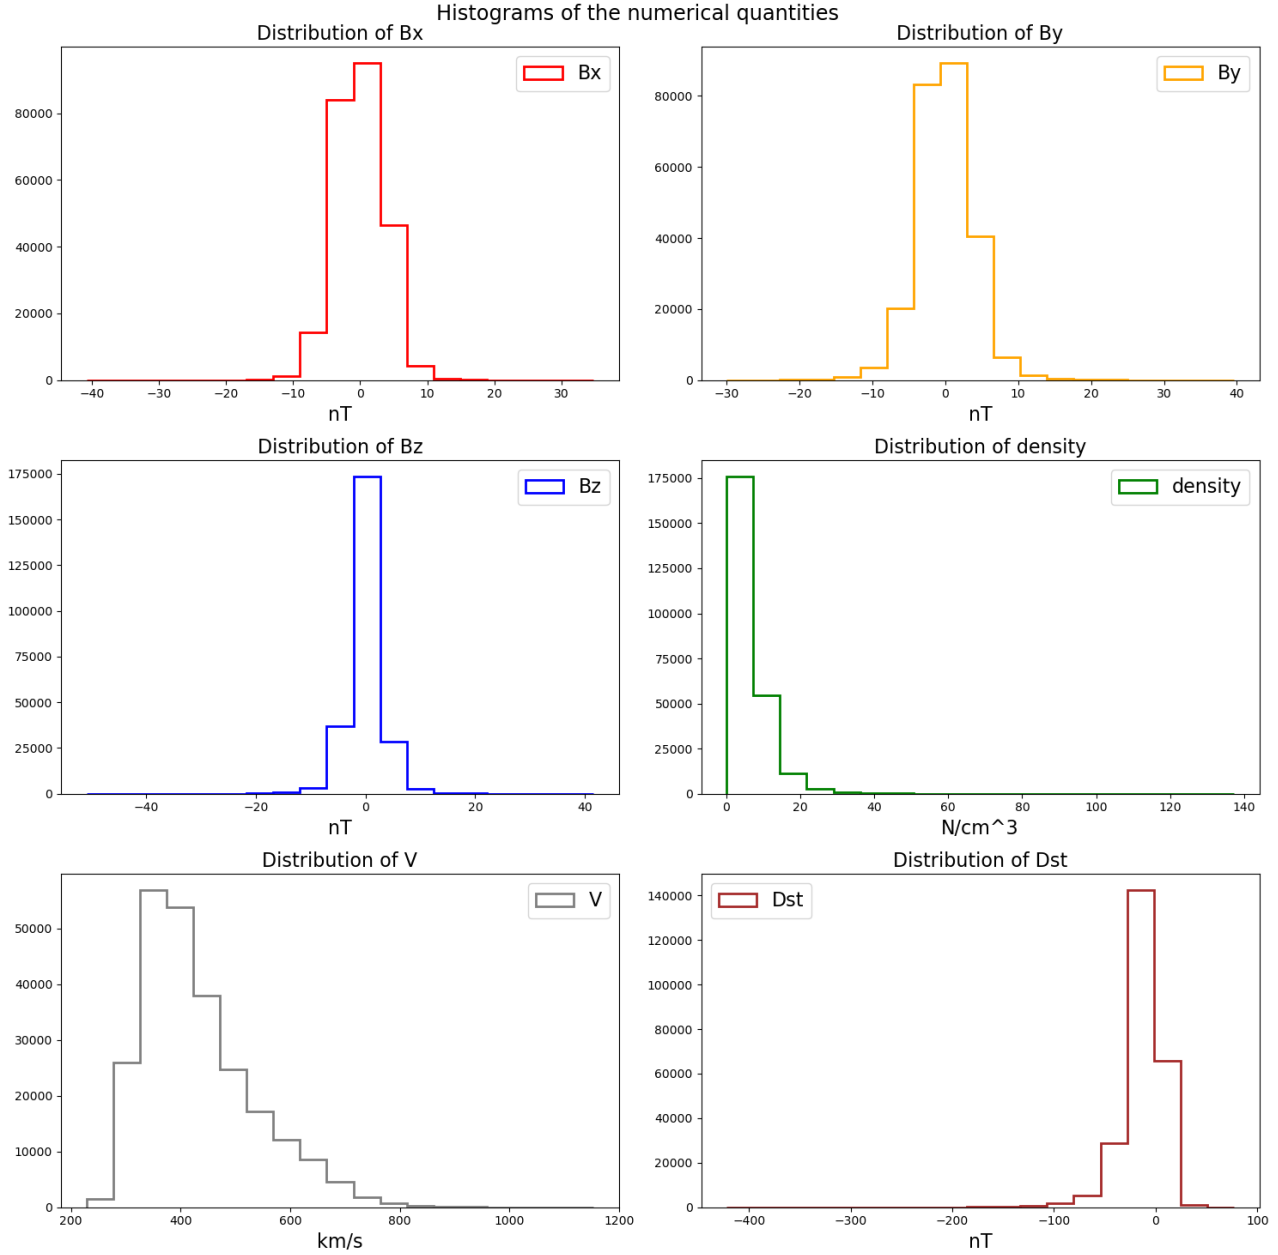 Histograms of the numerical quantities
Distribution of Bx
Bx
80000
60000
40000
20000
0
−40 −30 −20 −10 0 10 20 30
nT
Distribution of By
By
80000
60000
40000
20000
0
−30 −20 −10 0 10 20 30 40
nT
Distribution of Bz
Bz
175000
150000
125000
100000
75000
50000
25000
0
−40 −20 0 20 40
nT
Distribution of density
density
175000
150000
125000
100000
75000
50000
25000
0
0 20 40 60 80 100 120 140
N/cm^3
Distribution of V
V
50000
40000
30000
20000
10000
0
200 400 600 800 1000 1200
km/s
Distribution of Dst
Dst
140000
120000
100000
80000
60000
40000
20000
0
−400 −300 −200 −100 0 100
nT